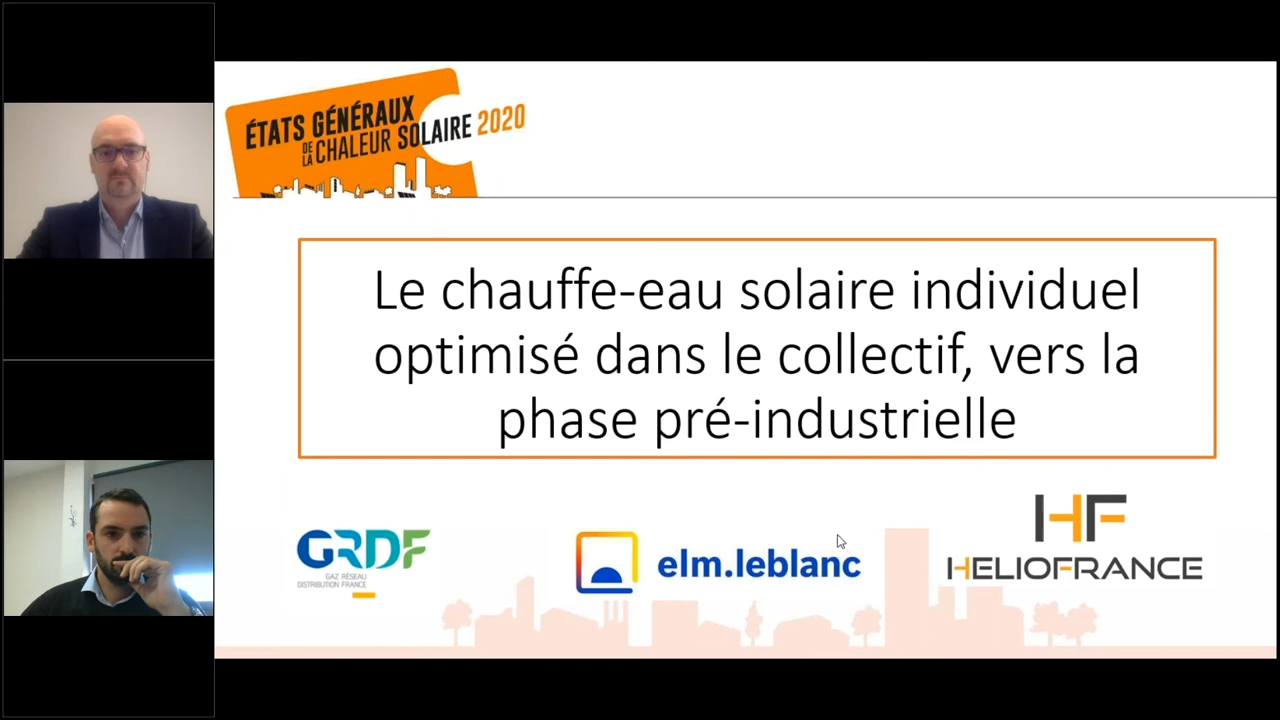 ÉTATS GÉNÉRAUX
DE LA CHALEUR SOLAIRE 2020
Le chauffe-eau solaire individuel
optimisé dans le collectif, vers la
phase pré-industrielle
GRDF
GAZ RÉSEAU
DISTRIBUTION FRANCE
elm.leblanc
HF
HELIOFRANCE